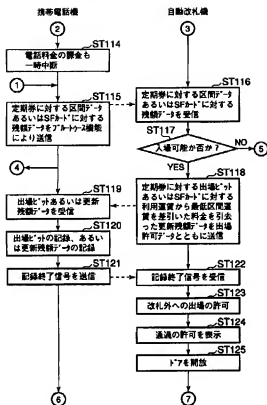 携帯電話機
自動改札機
2
3
ST114
電話料金の課金も
一時中断
1
ST115
定期券に対する区間データ
あるいはSFカードに対する
残額データをブルートゥース機能
により送信
ST116
定期券に対する区間データ
あるいはSFカードに対する
残額データを受信
ST117
入場可能か否か?
NO
5
YES
4
ST118
定期券に対する出場ビット
あるいはSFカードに対する
利用運賃から最低区間運
賃を差引いた料金を引去
った更新残額データを出場
許可データとともに送信
ST119
出場ビットあるいは更新
残額データを受信
ST120
出場ビットの記録、あるい
は更新残額データの記録
ST121
記録終了信号を送信
ST122
記録終了信号を受信
ST123
改札外への出場の許可
ST124
通過の許可を表示
ST125
ドアを開放
6
7